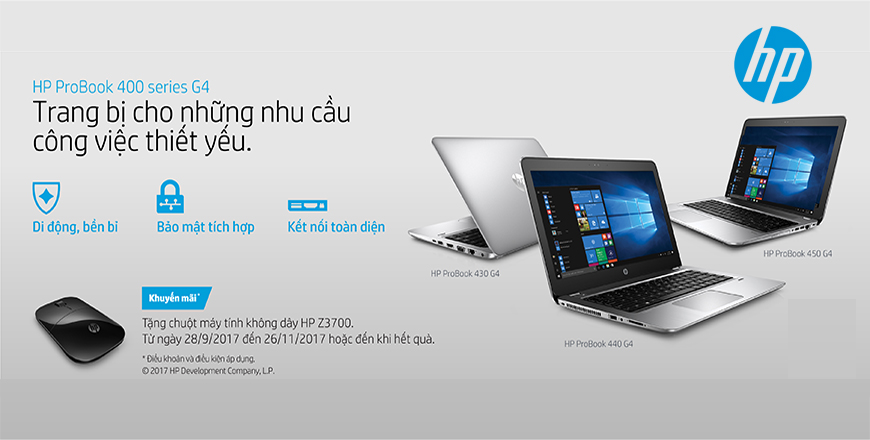 hp
HP ProBook 400 series G4
Trang bị cho những nhu cầu
công việc thiết yếu.
Di động, bền bỉ
Bảo mật tích hợp
Kết nối toàn diện
HP ProBook 430 G4
HP ProBook 450 G4
HP ProBook 440 G4
Khuyến mãi*
Tặng chuột máy tính không dây HP Z3700.
Từ ngày 28/9/2017 đến 26/11/2017 hoặc đến khi hết quà.
* Điều khoản và điều kiện áp dụng.
© 2017 HP Development Company, L.P.